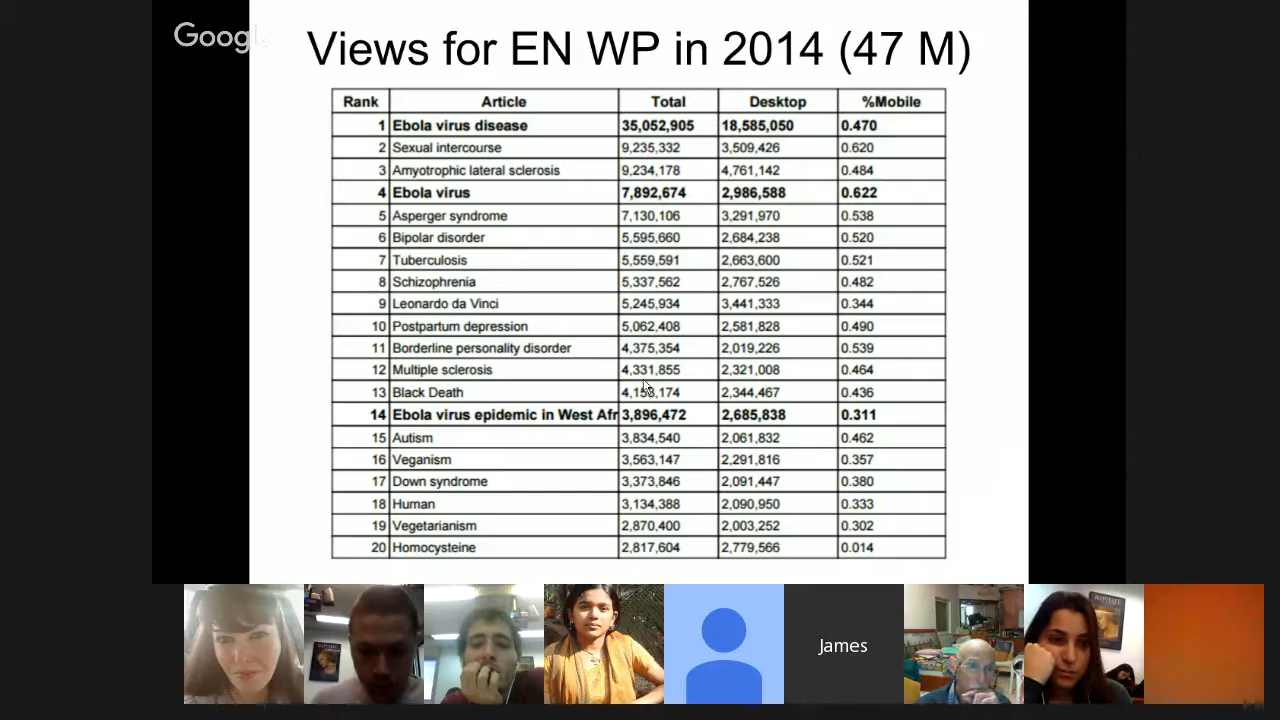 Google
Views for EN WP in 2014 (47 M)
Rank Article Total Desktop %Mobile
1 Ebola virus disease 35,052,905 18,585,050 0.470
2 Sexual intercourse 9,235,332 3,509,426 0.620
3 Amyotrophic lateral sclerosis 9,234,178 4,761,142 0.484
4 Ebola virus 7,892,674 2,986,588 0.622
5 Asperger syndrome 7,130,106 3,291,970 0.538
6 Bipolar disorder 5,595,660 2,684,238 0.520
7 Tuberculosis 5,559,591 2,663,600 0.521
8 Schizophrenia 5,337,562 2,767,526 0.482
9 Leonardo da Vinci 5,245,934 3,441,333 0.344
10 Postpartum depression 5,062,408 2,581,828 0.490
11 Borderline personality disorder 4,375,354 2,019,226 0.539
12 Multiple sclerosis 4,331,855 2,321,008 0.464
13 Black Death 2,344,467 0.436
14 Ebola virus epidemic in West Afr 3,896,472 2,685,838 0.311
15 Autism 3,834,540 2,061,832 0.462
16 Veganism 3,563,147 2,291,816 0.357
17 Down syndrome 3,373,846 2,091,447 0.380
18 Human 3,134,388 2,090,950 0.333
19 Vegetarianism 2,870,400 2,003,252 0.302
20 Homocysteine 2,817,604 2,779,566 0.014
James